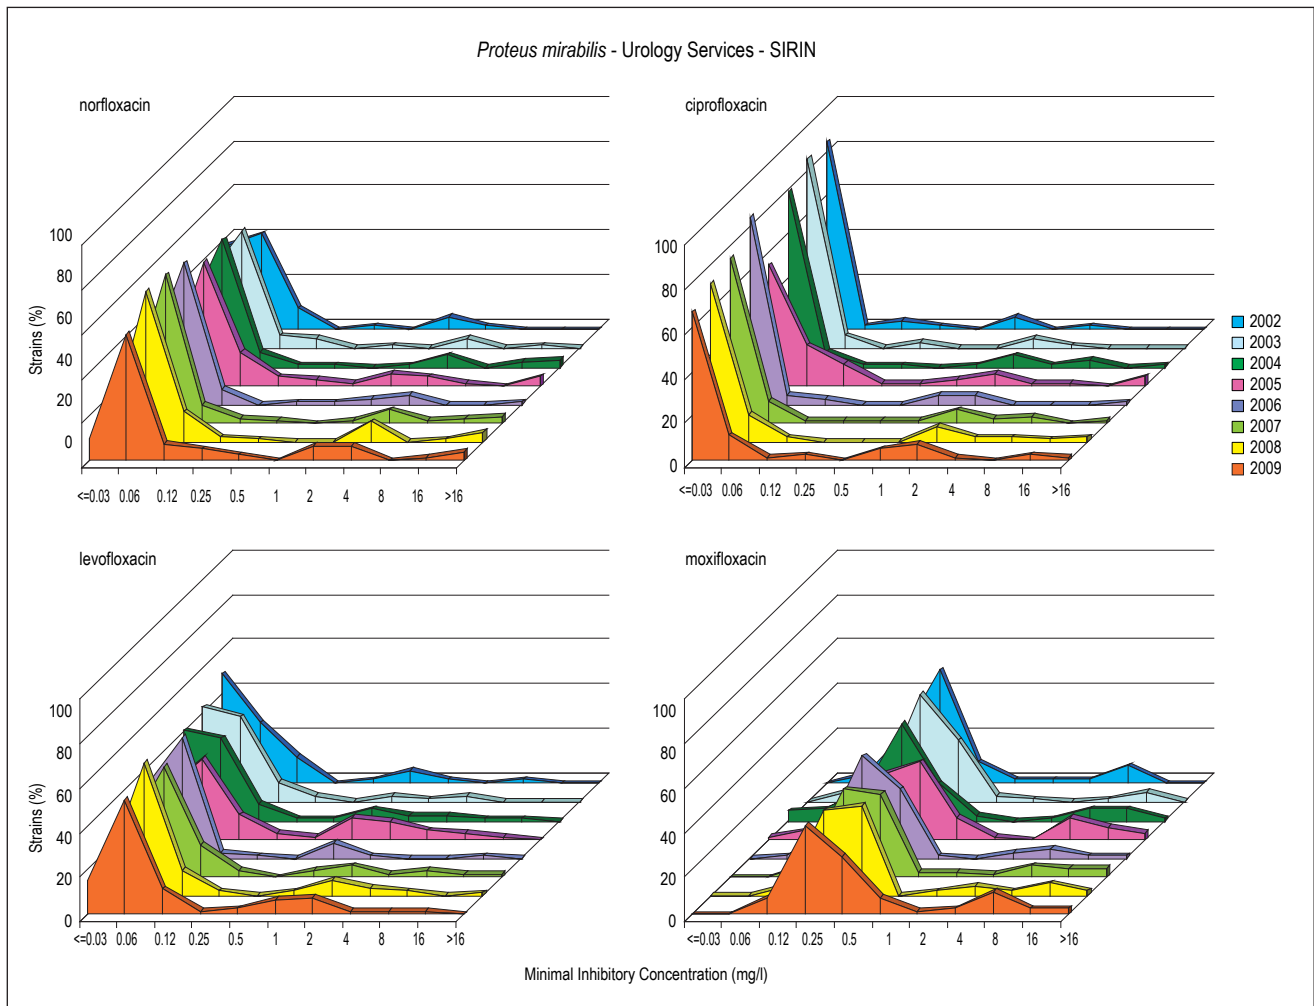 Proteus mirabilis - Urology Services - SIRIN
norfloxacin
Strains (%)
100
80
60
40
20
0
<=0.03 0.06 0.12 0.25 0.5 1 2 4 8 16 >16
ciprofloxacin
100
80
60
40
20
0
<=0.03 0.06 0.12 0.25 0.5 1 2 4 8 16 >16
2002
2003
2004
2005
2006
2007
2008
2009
levofloxacin
Strains (%)
100
80
60
40
20
0
<=0.03 0.06 0.12 0.25 0.5 1 2 4 8 16 >16
moxifloxacin
100
80
60
40
20
0
<=0.03 0.06 0.12 0.25 0.5 1 2 4 8 16 >16
Minimal Inhibitory Concentration (mg/l)